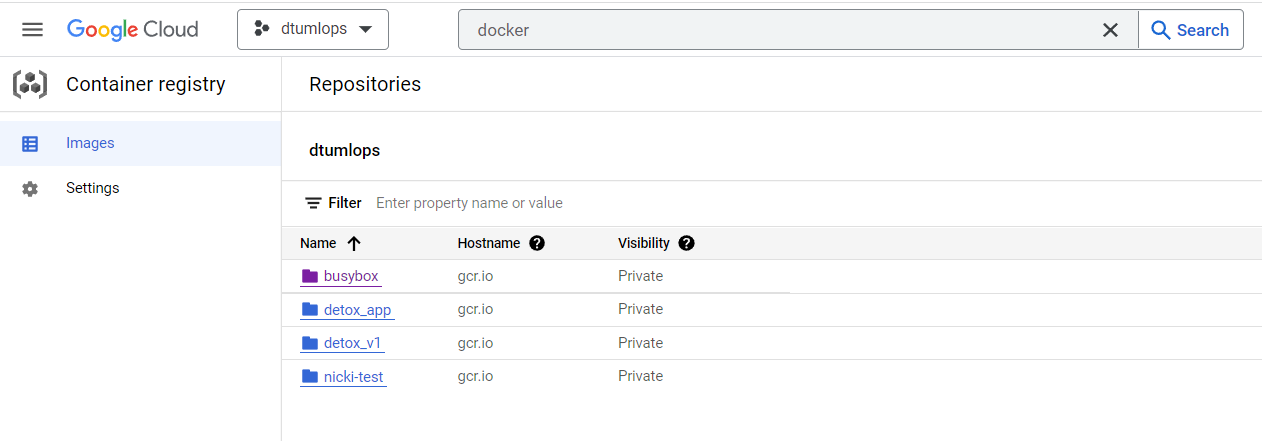 Google Cloud dtumlops docker Search
Container registry Repositories
Images
dtumlops
Settings
Filter Enter property name or value
Name Hostname Visibility
busybox gcr.io Private
detox_app gcr.io Private
detox_v1 gcr.io Private
nicki-test gcr.io Private